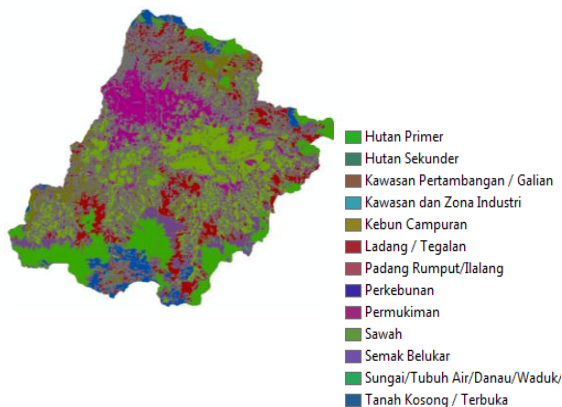 Hutan Primer
Hutan Sekunder
Kawasan Pertambangan / Galian
Kawasan dan Zona Industri
Kebun Campuran
Ladang / Tegalan
Padang Rumput/Ilalang
Perkebunan
Permukiman
Sawah
Semak Belukar
Sungai/Tubuh Air/Danau/Waduk/
Tanah Kosong / Terbuka